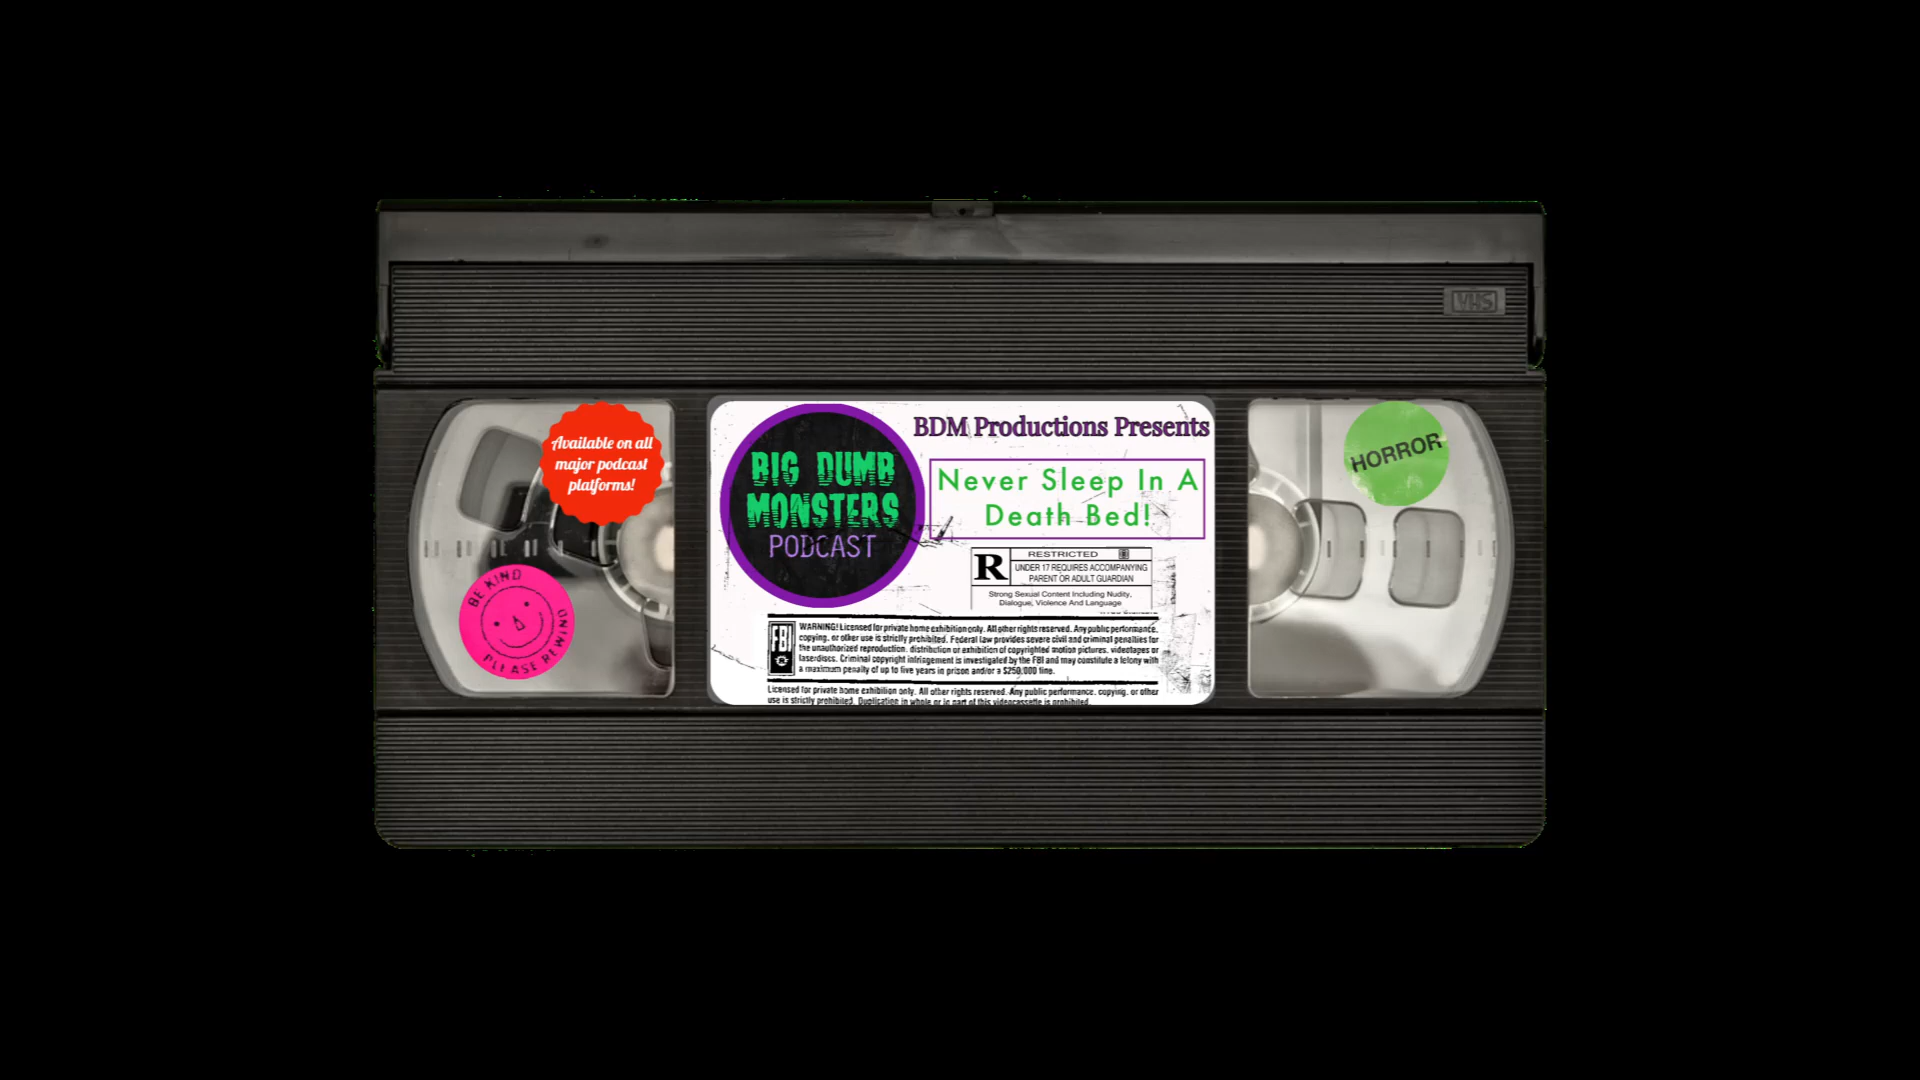 VHS
Available on all
major podcast
platforms!
BE KIND
PLEASE REWIND
BIG DUMB
MONSTERS
PODCAST
BDM Productions Presents
Never Sleep In A
Death Bed!
R
RESTRICTED
UNDER 17 REQUIRES ACCOMPANYING
PARENT OR ADULT GUARDIAN
Strong Sexual Content Including Nudity,
Dialogue, Violence And Language
FBI
WARNING! Licensed for private home exhibition only. All other rights reserved. Any public performance,
copying, or other use is strictly prohibited. Federal law provides severe civil and criminal penalties for
the unauthorized reproduction, distribution or exhibition of copyrighted motion pictures, videotapes or
laserdiscs. Criminal copyright infringement is investigated by the FBI and may constitute a felony with
a maximum penalty of up to five years in prison and/or a $250,000 fine.
Licensed for private home exhibition only. All other rights reserved. Any public performance, copying, or other
use is strictly prohibited. Duplication in whole or in part of this videocassette is prohibited.
HORROR